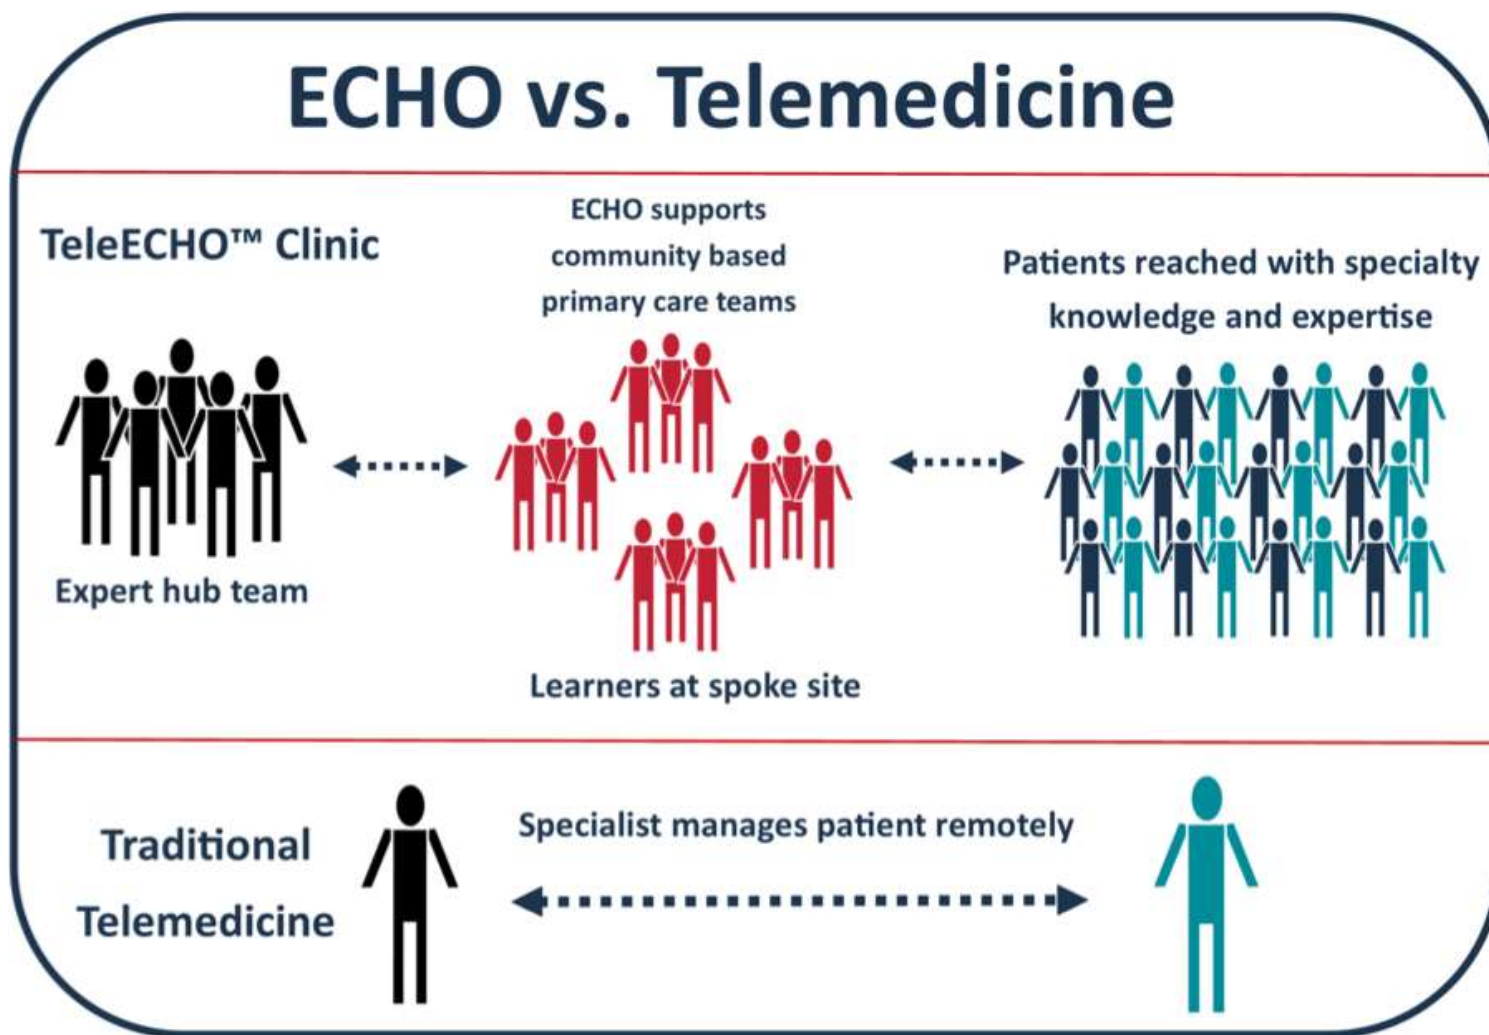 ECHO vs. Telemedicine
TeleECHO™ Clinic
ECHO supports
community based
primary care teams
Patients reached with specialty
knowledge and expertise
Expert hub team
Learners at spoke site
Traditional
Telemedicine
Specialist manages patient remotely